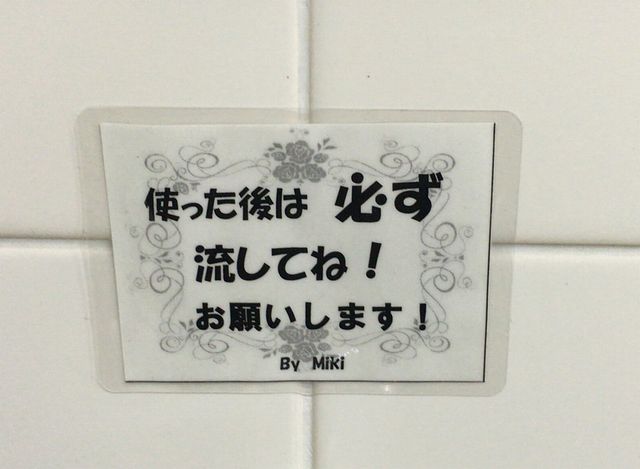 使った後は 必ず
流してね！
お願いします！
By Miki